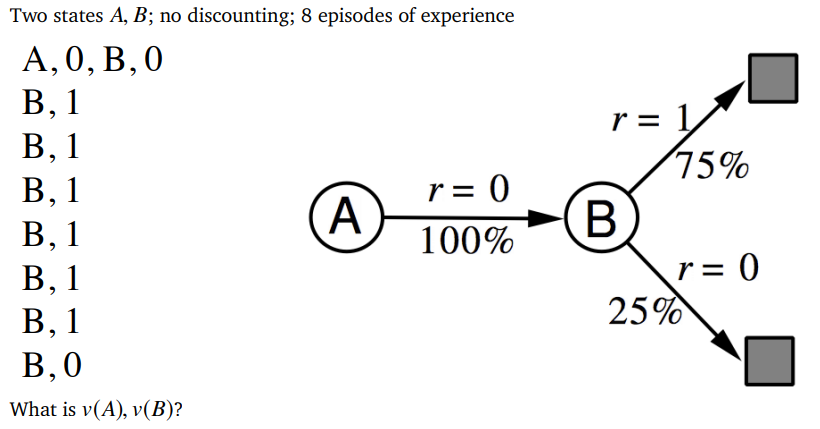 Two states A, B; no discounting; 8 episodes of experience
A, 0, B, 0
B, 1
B, 1
B, 1
B, 1
B, 1
B, 1
B, 0
A
r = 0
100%
B
r = 1
75%
r = 0
25%
What is v(A), v(B)?